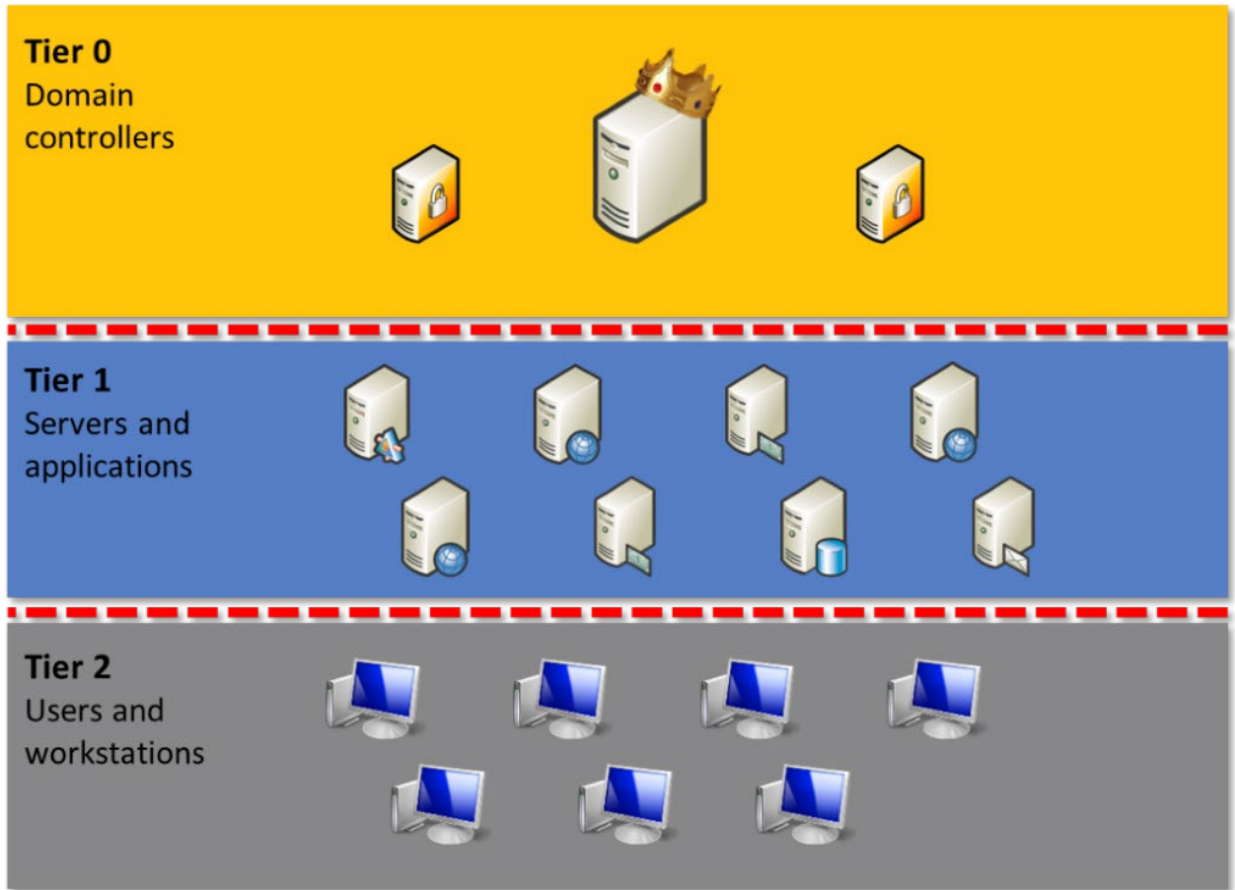 Tier 0
Domain
controllers
Tier 1
Servers and
applications
Tier 2
Users and
workstations